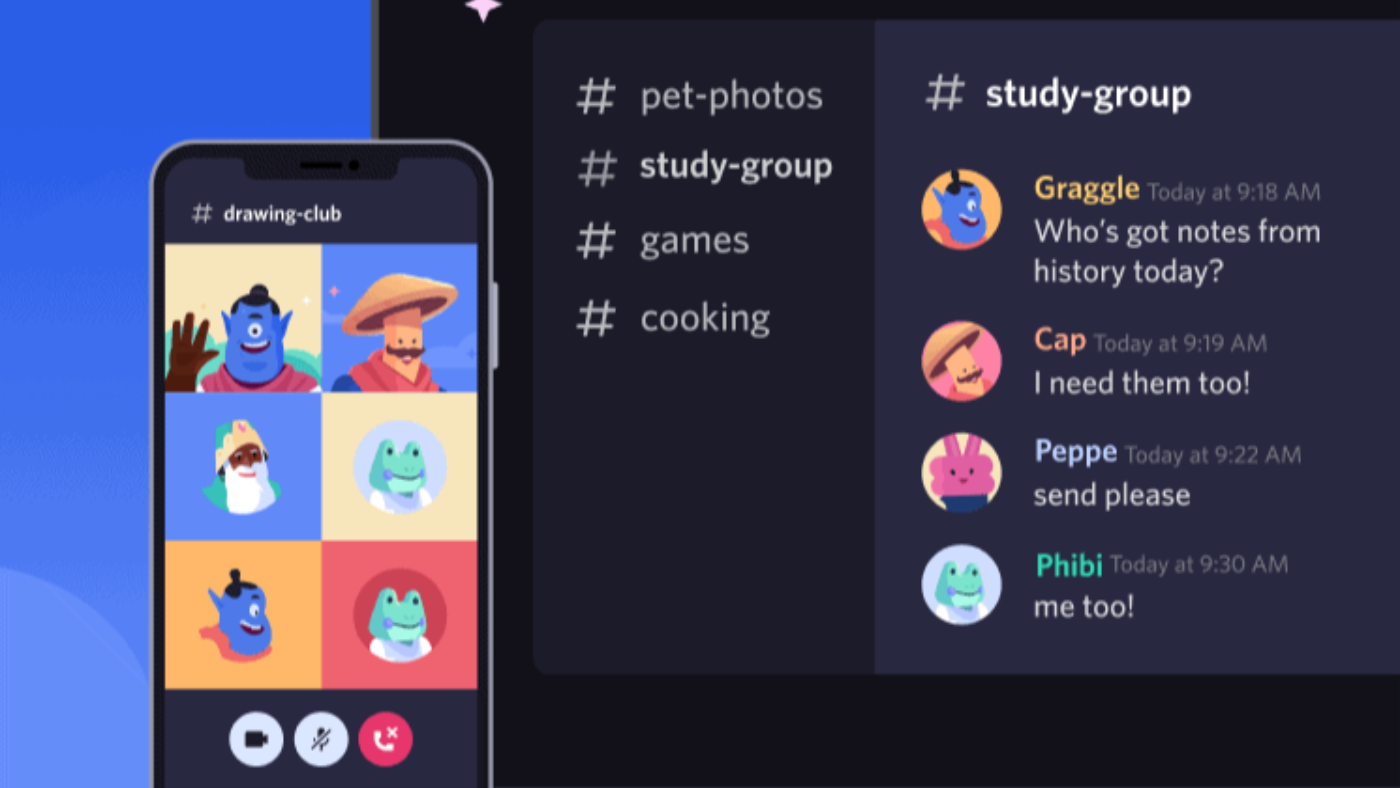 # drawing-club
# pet-photos
# study-group
# games
# cooking
# study-group
Graggle Today at 9:18 AM
Who's got notes from
history today?
Cap Today at 9:19 AM
I need them too!
Peppe Today at 9:22 AM
send please
Phibi Today at 9:30 AM
me too!